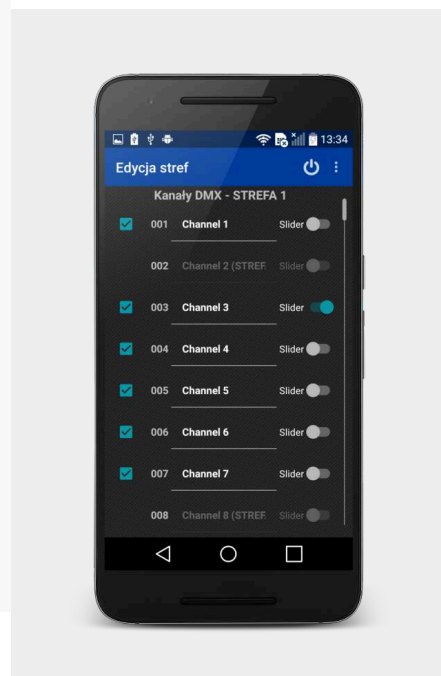 13:34
Edycja stref
Kanały DMX - STREFA 1
001 Channel 1 Slider
002 Channel 2 (STREF. Slider
003 Channel 3 Slider
004 Channel 4 Slider
005 Channel 5 Slider
006 Channel 6 Slider
007 Channel 7 Slider
008 Channel 8 (STREF. Slider